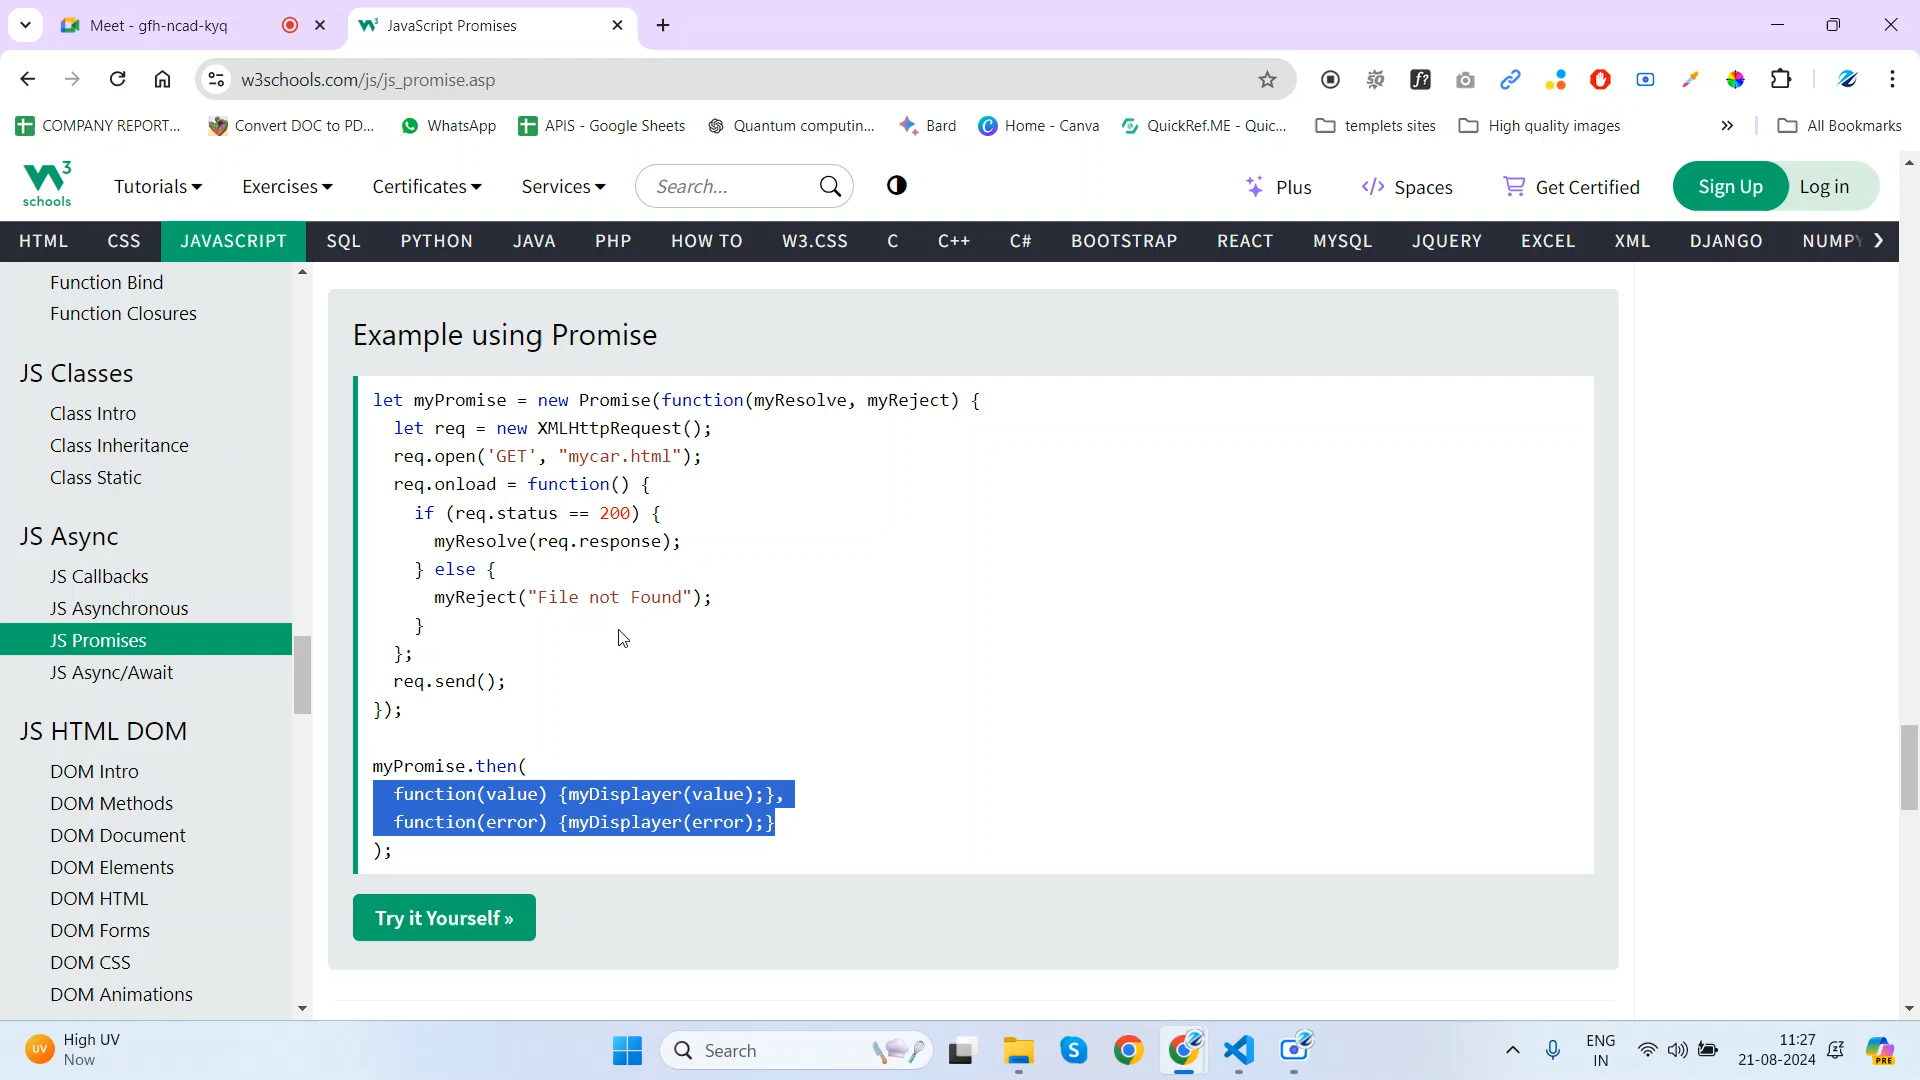 Meet - gfh-ncad-kyq
JavaScript Promises
w3schools.com/js/js_promise.asp
COMPANY REPORT...
Convert DOC to PD...
WhatsApp
APIS - Google Sheets
Quantum computin...
Bard
Home - Canva
QuickRef.ME - Quic...
templets sites
High quality images
All Bookmarks
W3 schools
Tutorials
Exercises
Certificates
Services
Search...
Plus
Spaces
Get Certified
Sign Up
Log in
HTML CSS JAVASCRIPT SQL PYTHON JAVA PHP HOW TO W3.CSS C C++ C# BOOTSTRAP REACT MYSQL JQUERY EXCEL XML DJANGO NUMPY
Function Bind
Function Closures
JS Classes
Class Intro
Class Inheritance
Class Static
JS Async
JS Callbacks
JS Asynchronous
JS Promises
JS Async/Await
JS HTML DOM
DOM Intro
DOM Methods
DOM Document
DOM Elements
DOM HTML
DOM Forms
DOM CSS
DOM Animations
Example using Promise
let myPromise = new Promise(function(myResolve, myReject) {
  let req = new XMLHttpRequest();
  req.open('GET', "mycar.html");
  req.onload = function() {
    if (req.status == 200) {
      myResolve(req.response);
    } else {
      myReject("File not Found");
    }
  };
  req.send();
});
myPromise.then(
  function(value) {myDisplayer(value);},
  function(error) {myDisplayer(error);}
);
Try it Yourself »
UV
High UV
Now
Search
ENG
IN
11:27
21-08-2024
PRE